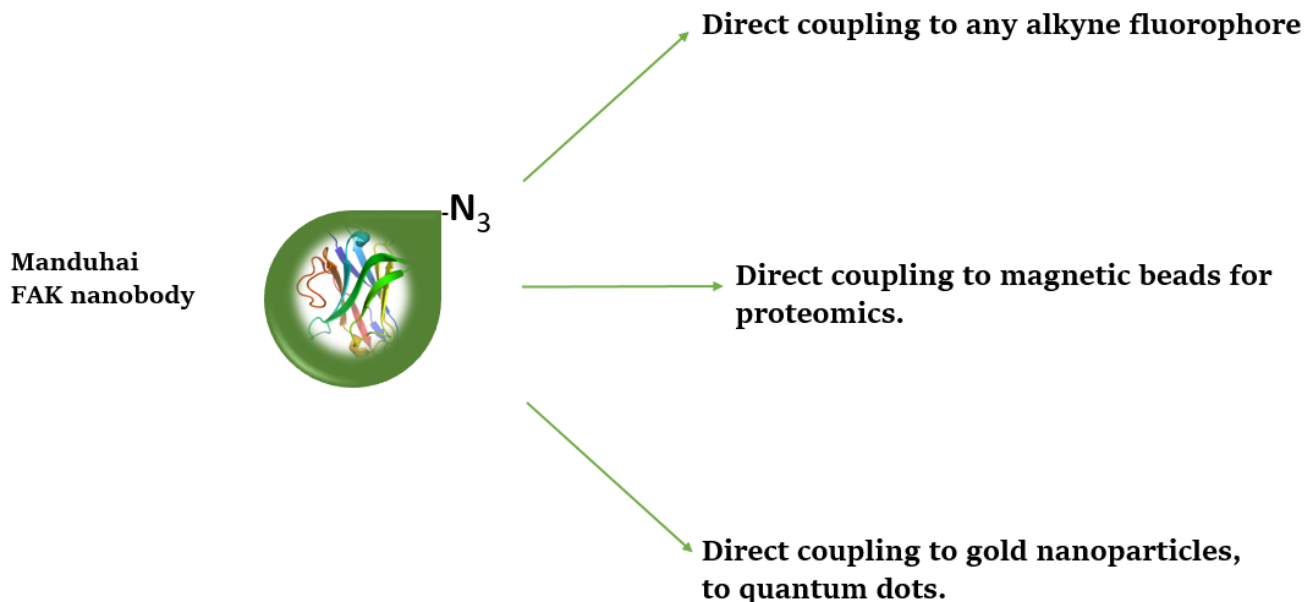 Direct coupling to any alkyne fluorophore
-N₃
Manduhai
FAK nanobody
Direct coupling to magnetic beads for
proteomics.
Direct coupling to gold nanoparticles,
to quantum dots.